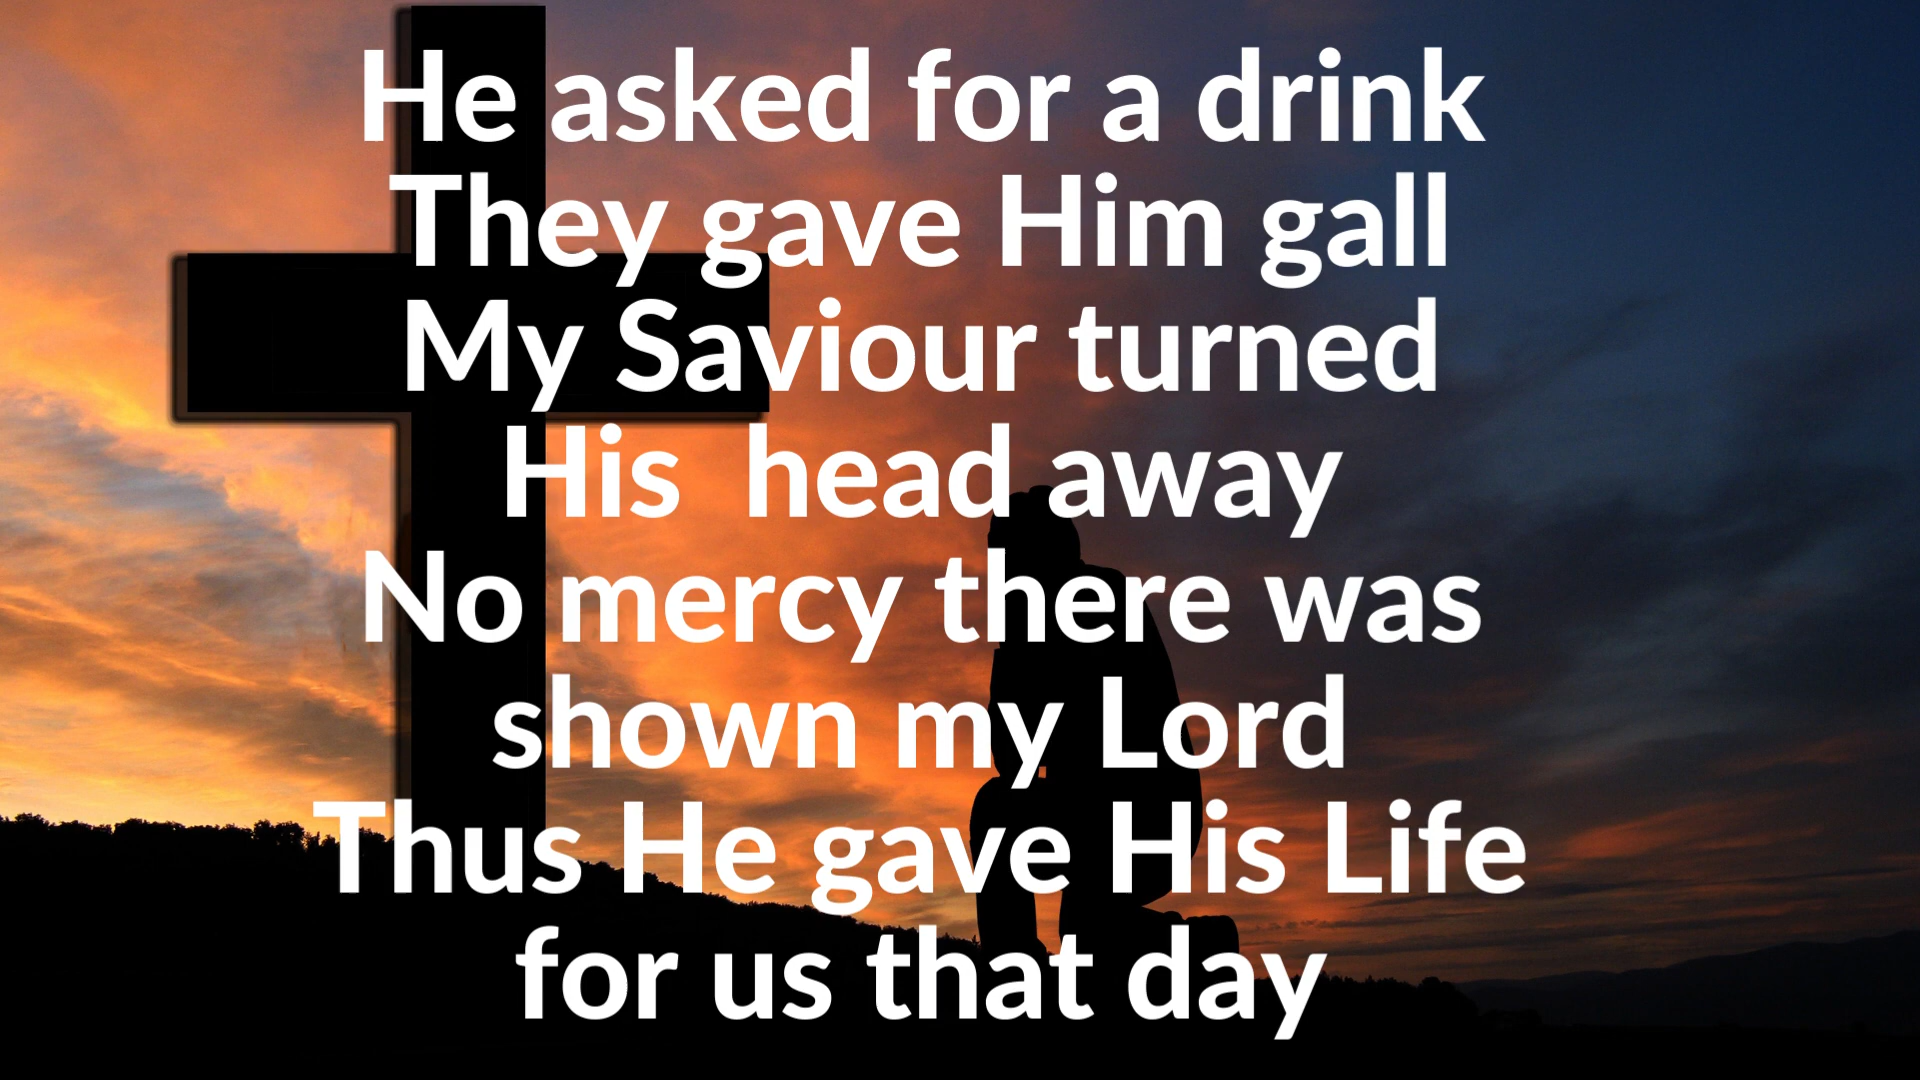 He asked for a drink
They gave Him gall
My Saviour turned
His  head away
No mercy there was
shown my Lord
Thus He gave His Life
for us that day